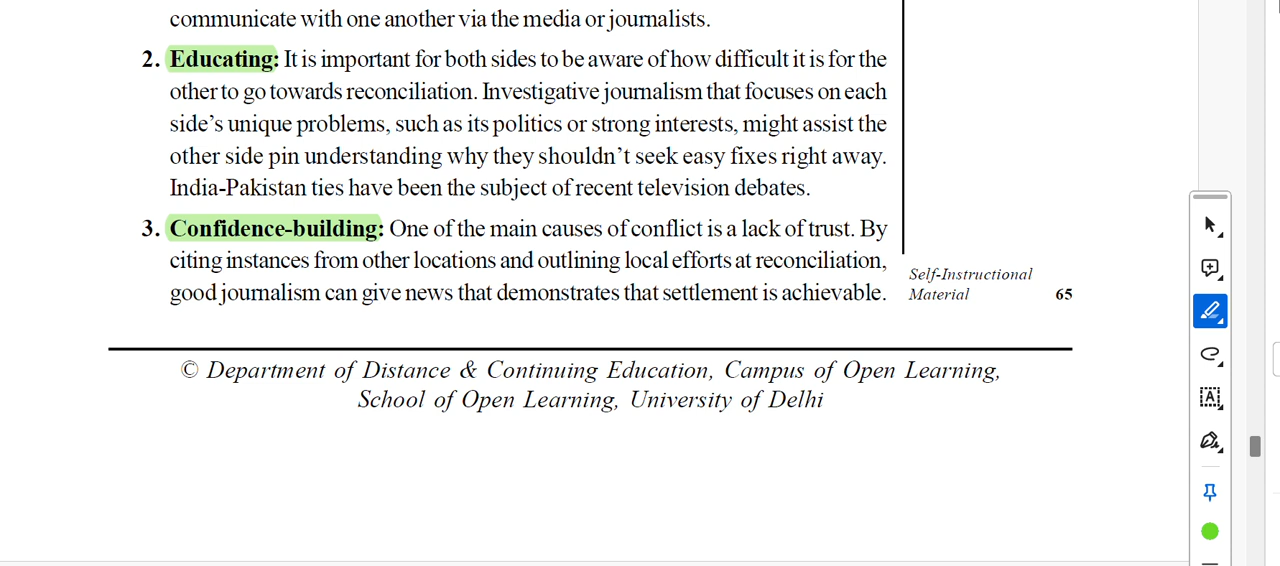 communicate with one another via the media or journalists.
2. Educating: It is important for both sides to be aware of how difficult it is for the
other to go towards reconciliation. Investigative journalism that focuses on each
side's unique problems, such as its politics or strong interests, might assist the
other side pin understanding why they shouldn't seek easy fixes right away.
India-Pakistan ties have been the subject of recent television debates.
3. Confidence-building: One of the main causes of conflict is a lack of trust. By
citing instances from other locations and outlining local efforts at reconciliation,
good journalism can give news that demonstrates that settlement is achievable.
Self-Instructional
Material 65
© Department of Distance & Continuing Education, Campus of Open Learning,
School of Open Learning, University of Delhi